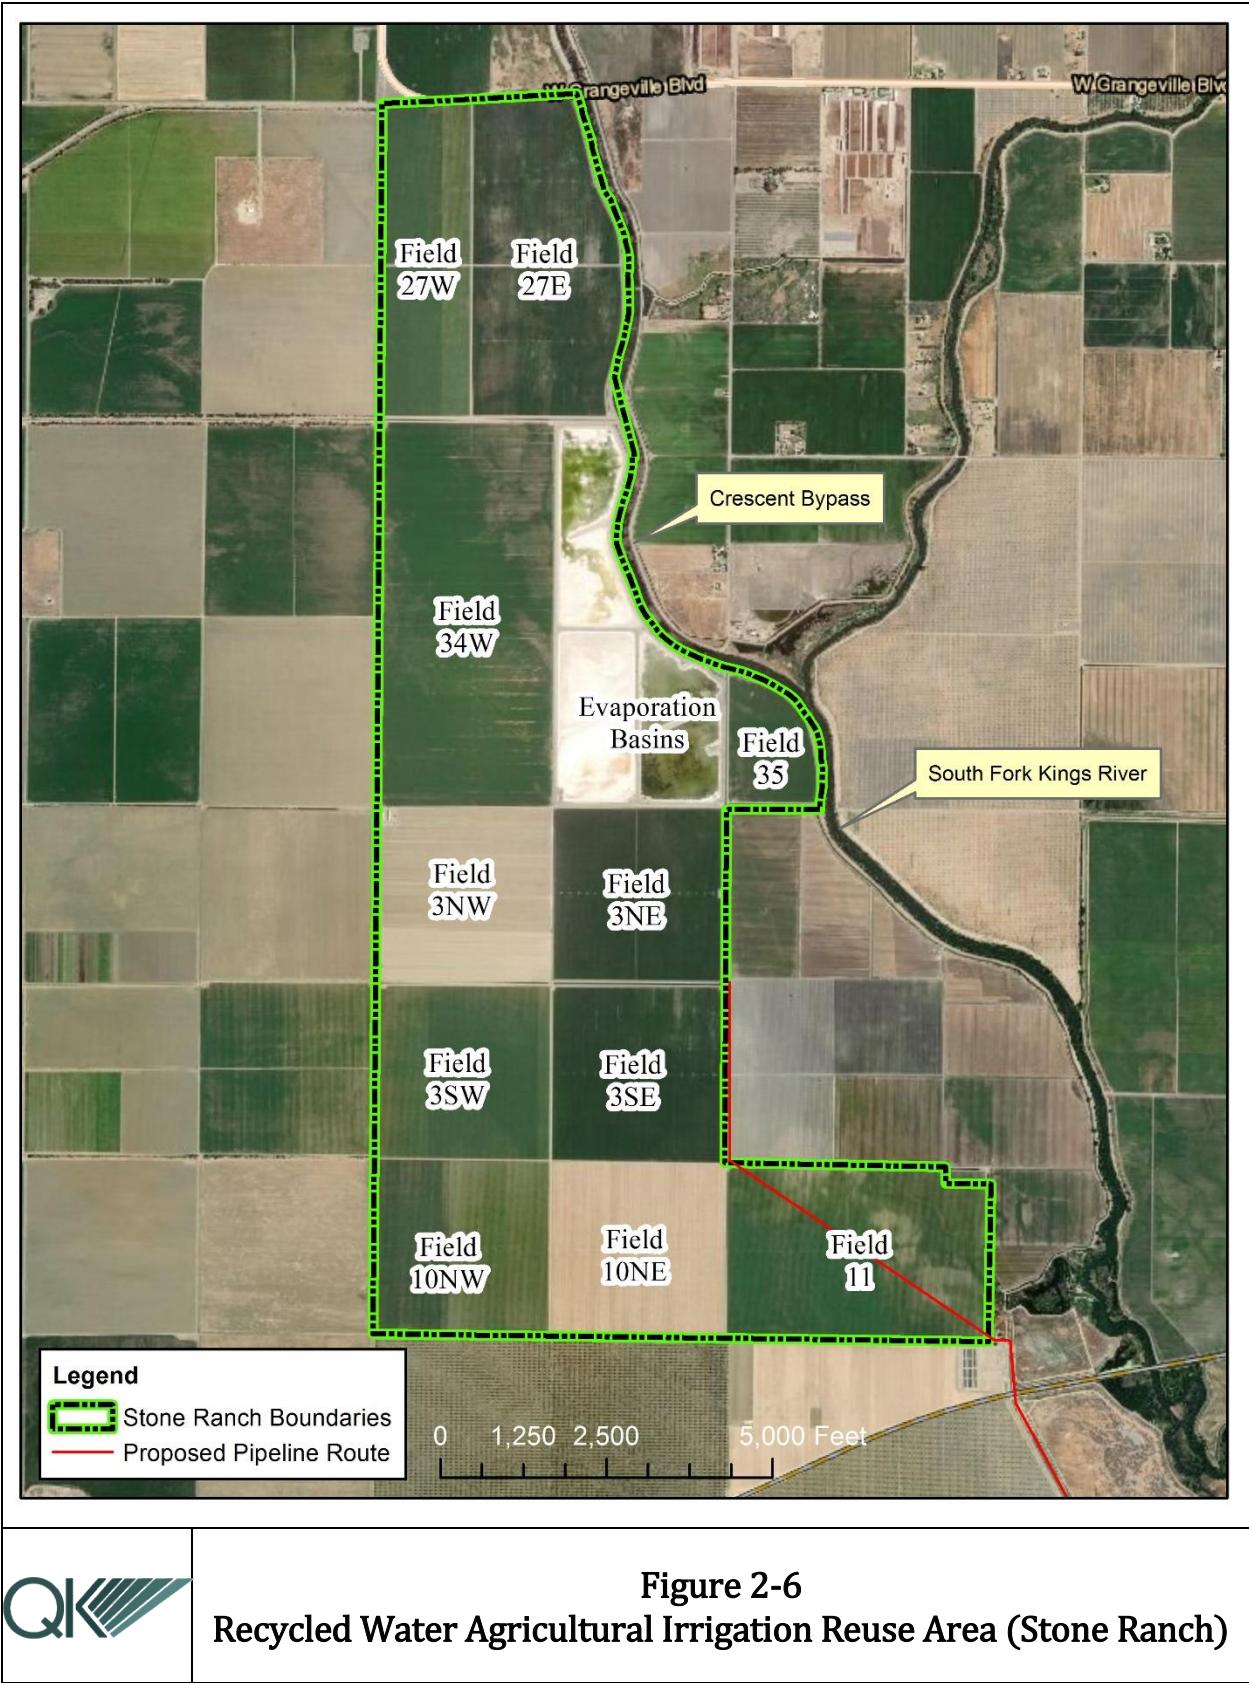 W Grangeville Blvd
W Grangeville Blvd
Field
27W
Field
27E
Crescent Bypass
Field
34W
Evaporation
Basins
Field
35
South Fork Kings River
Field
3NW
Field
3NE
Field
3SW
Field
3SE
Field
10NW
Field
10NE
Field
11
Legend
Stone Ranch Boundaries
Proposed Pipeline Route
0 1,250 2,500 5,000 Feet
QK
Figure 2-6
Recycled Water Agricultural Irrigation Reuse Area (Stone Ranch)